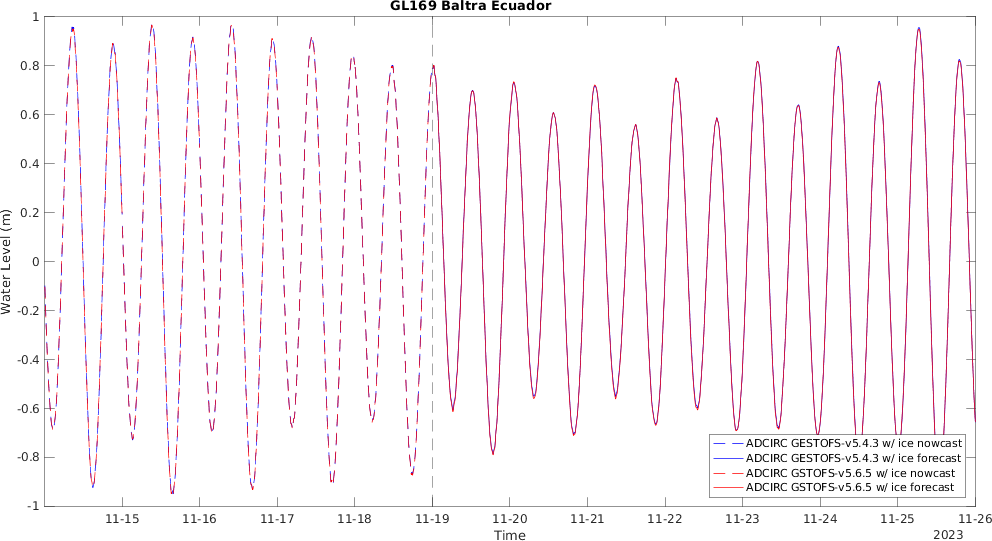 GL169 Baltra Ecuador
1
0.8
0.6
0.4
0.2
0
-0.2
-0.4
-0.6
-0.8
-1
Water Level (m)
ADCIRC GESTOFS-v5.4.3 w/ ice nowcast
ADCIRC GESTOFS-v5.4.3 w/ ice forecast
ADCIRC GSTOFS-v5.6.5 w/ ice nowcast
ADCIRC GSTOFS-v5.6.5 w/ ice forecast
11-15 11-16 11-17 11-18 11-19 11-20 11-21 11-22 11-23 11-24 11-25 11-26
Time
2023